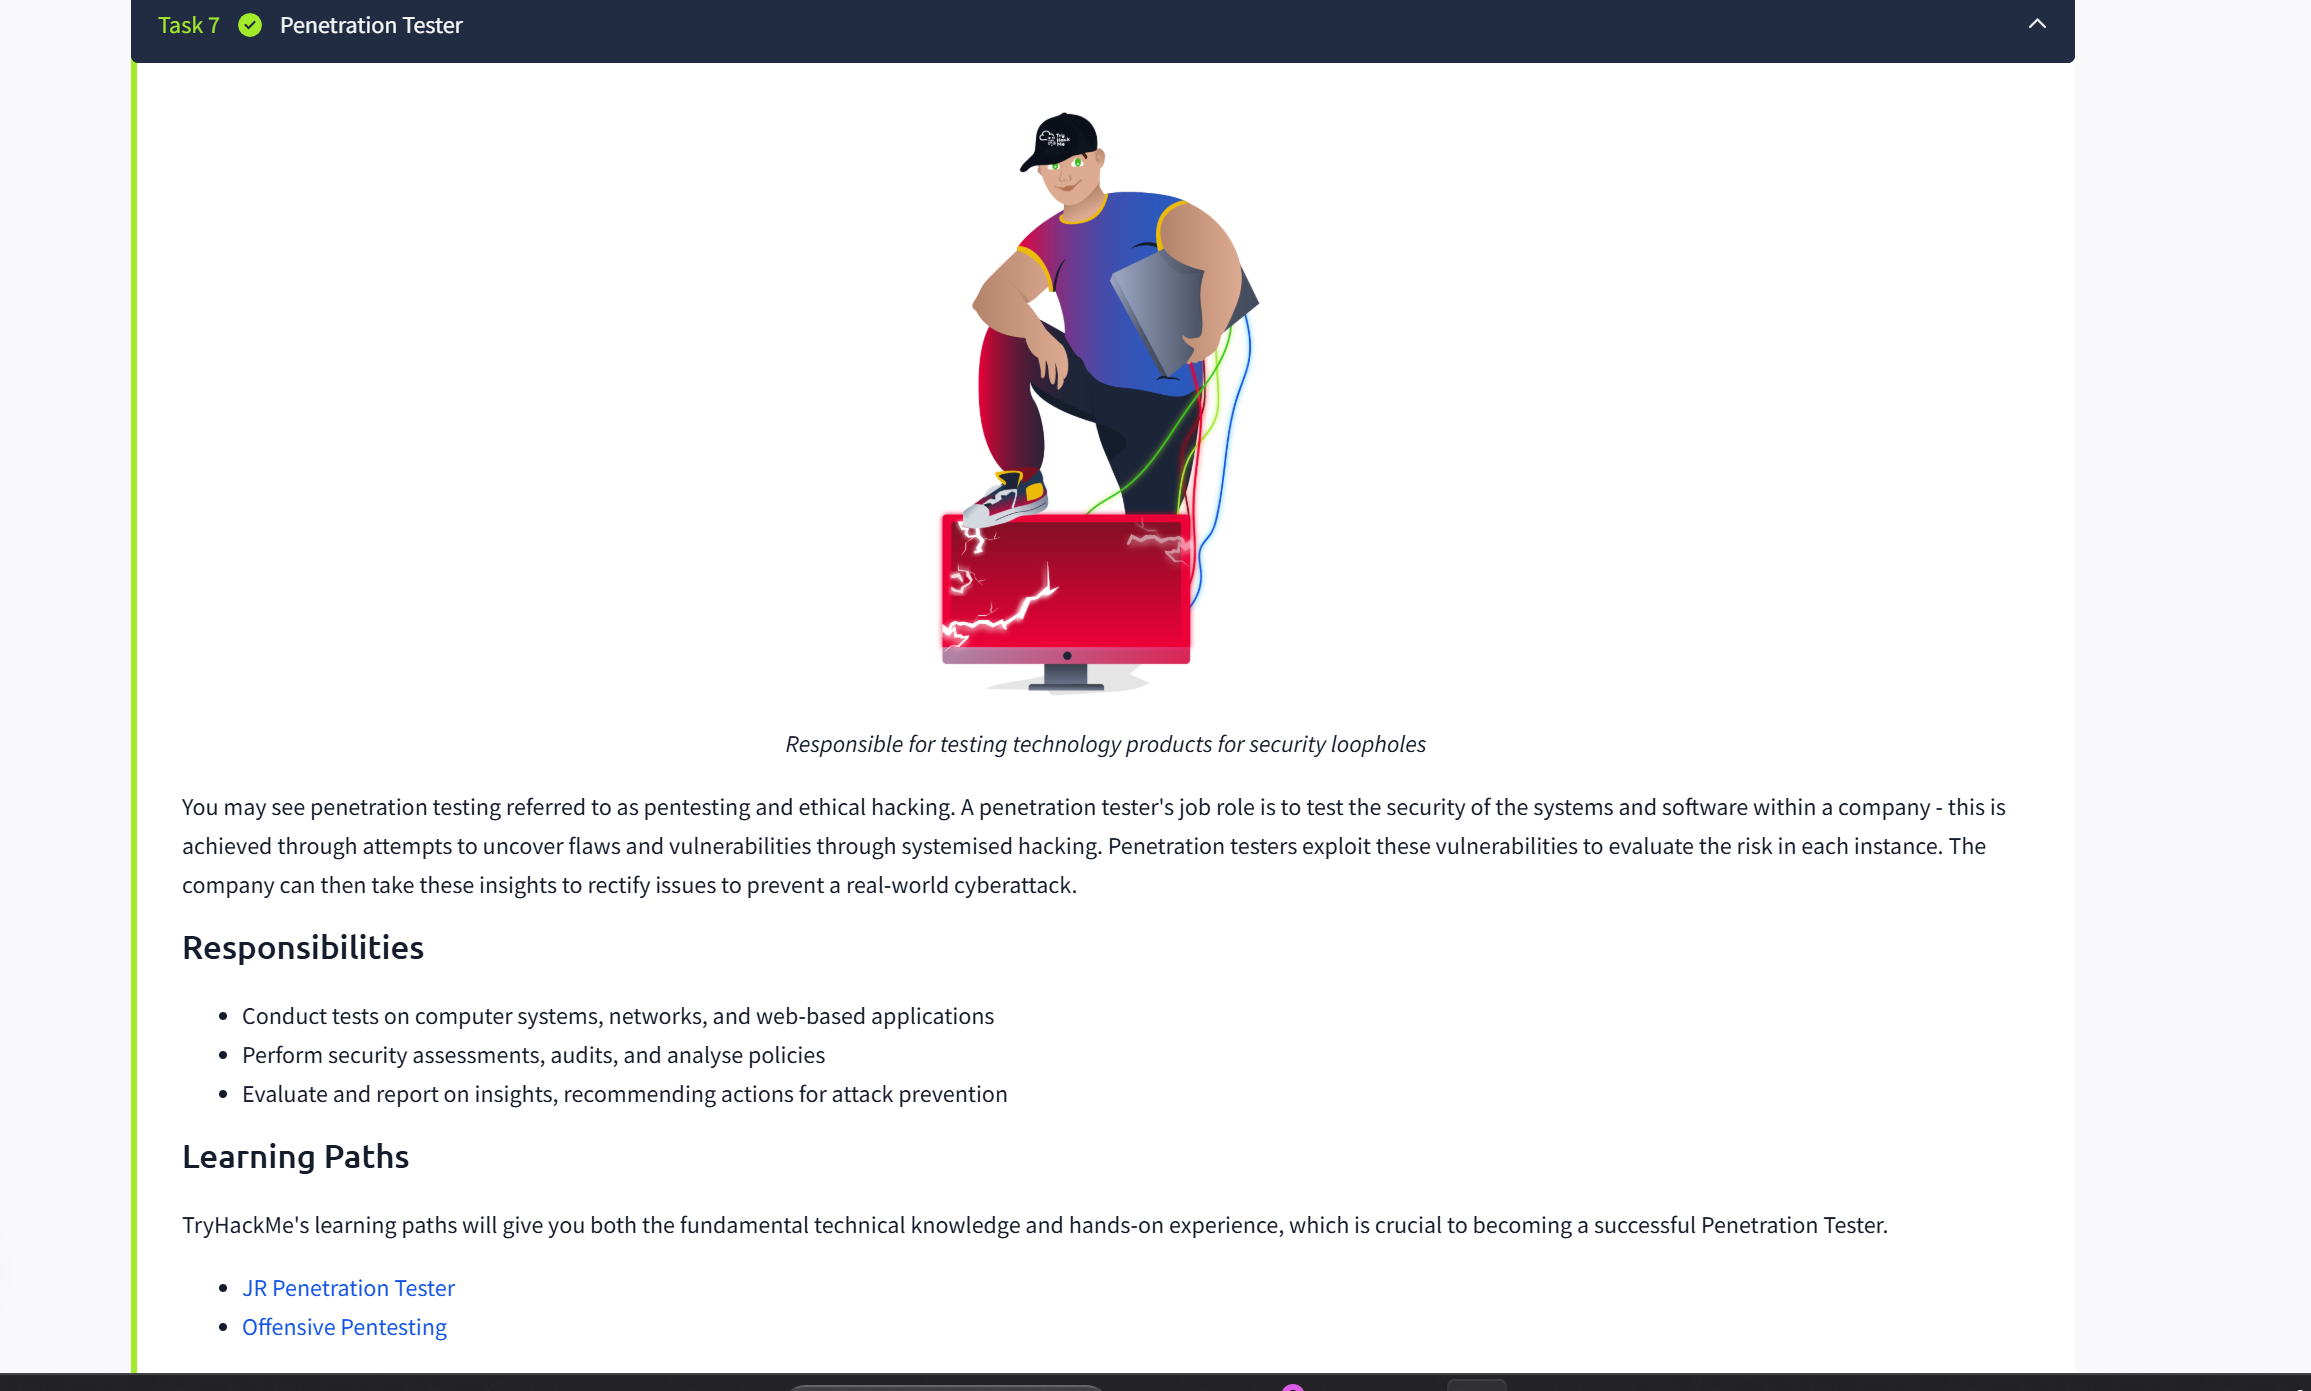 Task 7 Penetration Tester
Try
Hack
Me
Responsible for testing technology products for security loopholes
You may see penetration testing referred to as pentesting and ethical hacking. A penetration tester's job role is to test the security of the systems and software within a company - this is
achieved through attempts to uncover flaws and vulnerabilities through systemised hacking. Penetration testers exploit these vulnerabilities to evaluate the risk in each instance. The
company can then take these insights to rectify issues to prevent a real-world cyberattack.
Responsibilities
Conduct tests on computer systems, networks, and web-based applications
Perform security assessments, audits, and analyse policies
Evaluate and report on insights, recommending actions for attack prevention
Learning Paths
TryHackMe's learning paths will give you both the fundamental technical knowledge and hands-on experience, which is crucial to becoming a successful Penetration Tester.
JR Penetration Tester
Offensive Pentesting